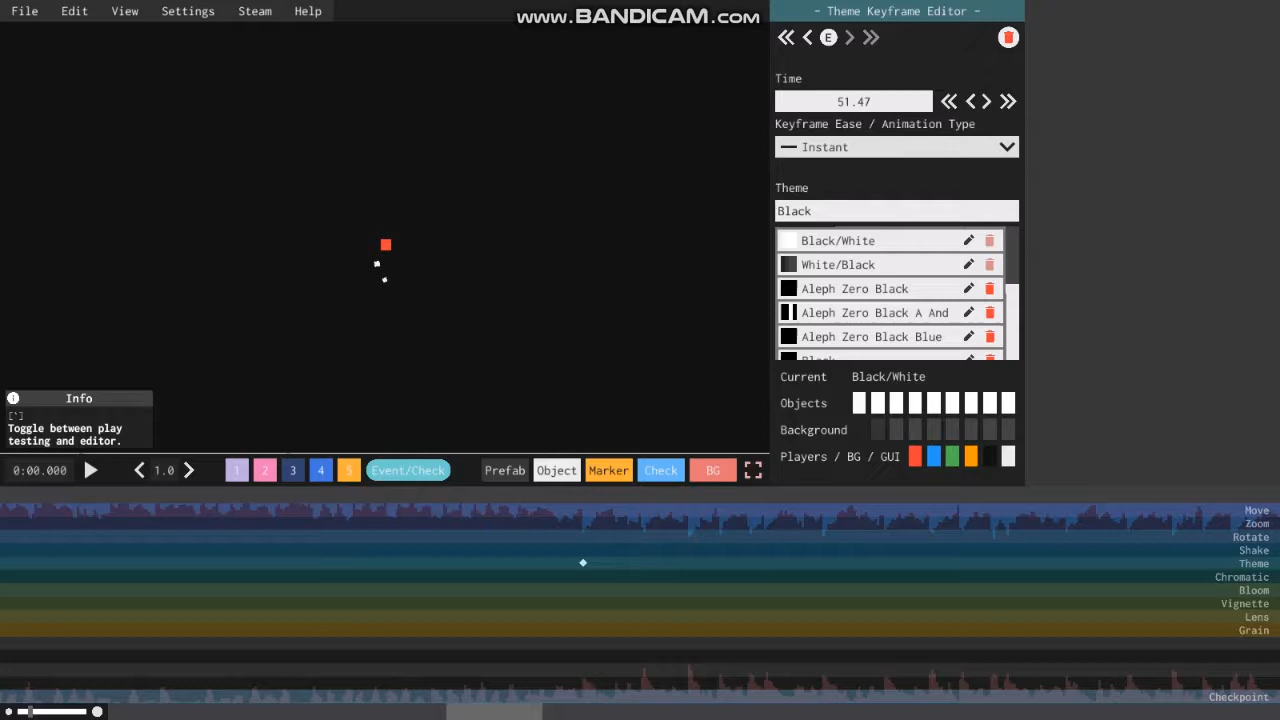 File Edit View Settings Steam Help
www.BANDICAM.com
- Theme Keyframe Editor -
E
Time
51.47
Keyframe Ease / Animation Type
Instant
Theme
Black
Black/White
White/Black
Aleph Zero Black
Aleph Zero Black A And
Aleph Zero Black Blue
Black
Current Black/White
Objects
Background
Players / BG / GUI
Info
[`]
Toggle between play
testing and editor.
0:00.000 1.0 1 2 3 4 5 Event/Check Prefab Object Marker Check BG
Move
Zoom
Rotate
Shake
Theme
Chromatic
Bloom
Vignette
Lens
Grain
Checkpoint